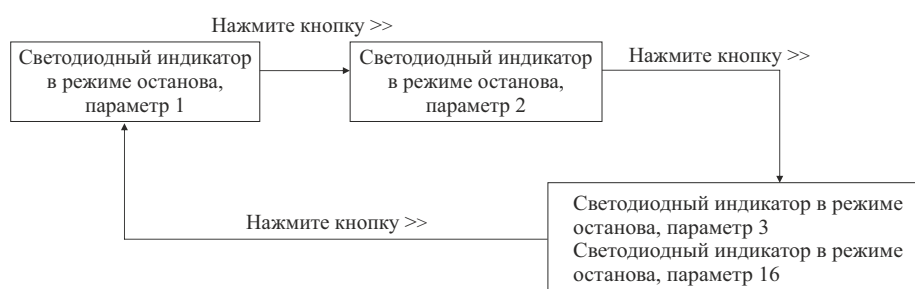 Нажмите кнопку >>
Светодиодный индикатор
в режиме останова,
параметр 1
Светодиодный индикатор
в режиме останова,
параметр 2
Нажмите кнопку >>
Светодиодный индикатор в режиме
останова, параметр 3
Светодиодный индикатор в режиме
останова, параметр 16
Нажмите кнопку >>